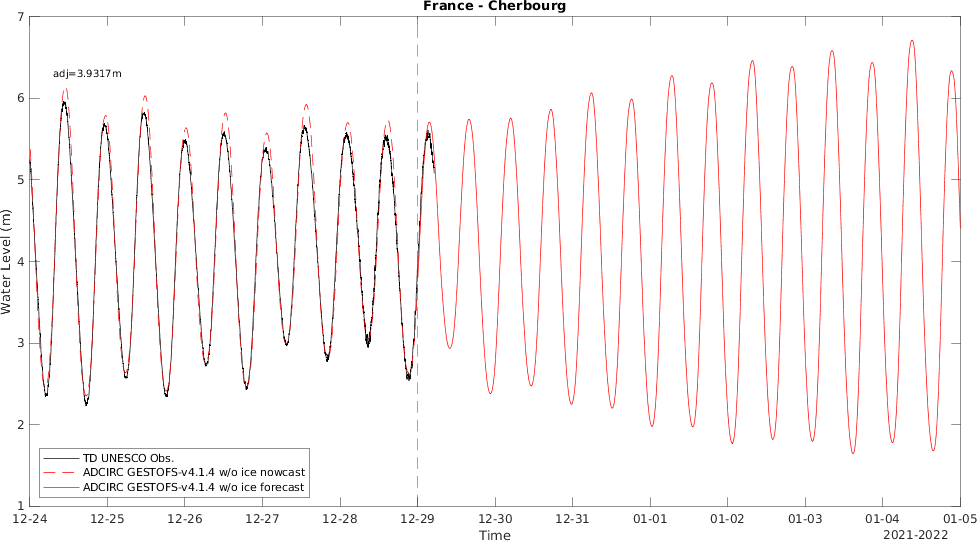 France - Cherbourg
7
6
5
4
3
2
1
Water Level (m)
adj=3.9317m
TD UNESCO Obs.
ADCIRC GESTOFS-v4.1.4 w/o ice nowcast
ADCIRC GESTOFS-v4.1.4 w/o ice forecast
12-24 12-25 12-26 12-27 12-28 12-29 12-30 12-31 01-01 01-02 01-03 01-04 01-05
Time
2021-2022